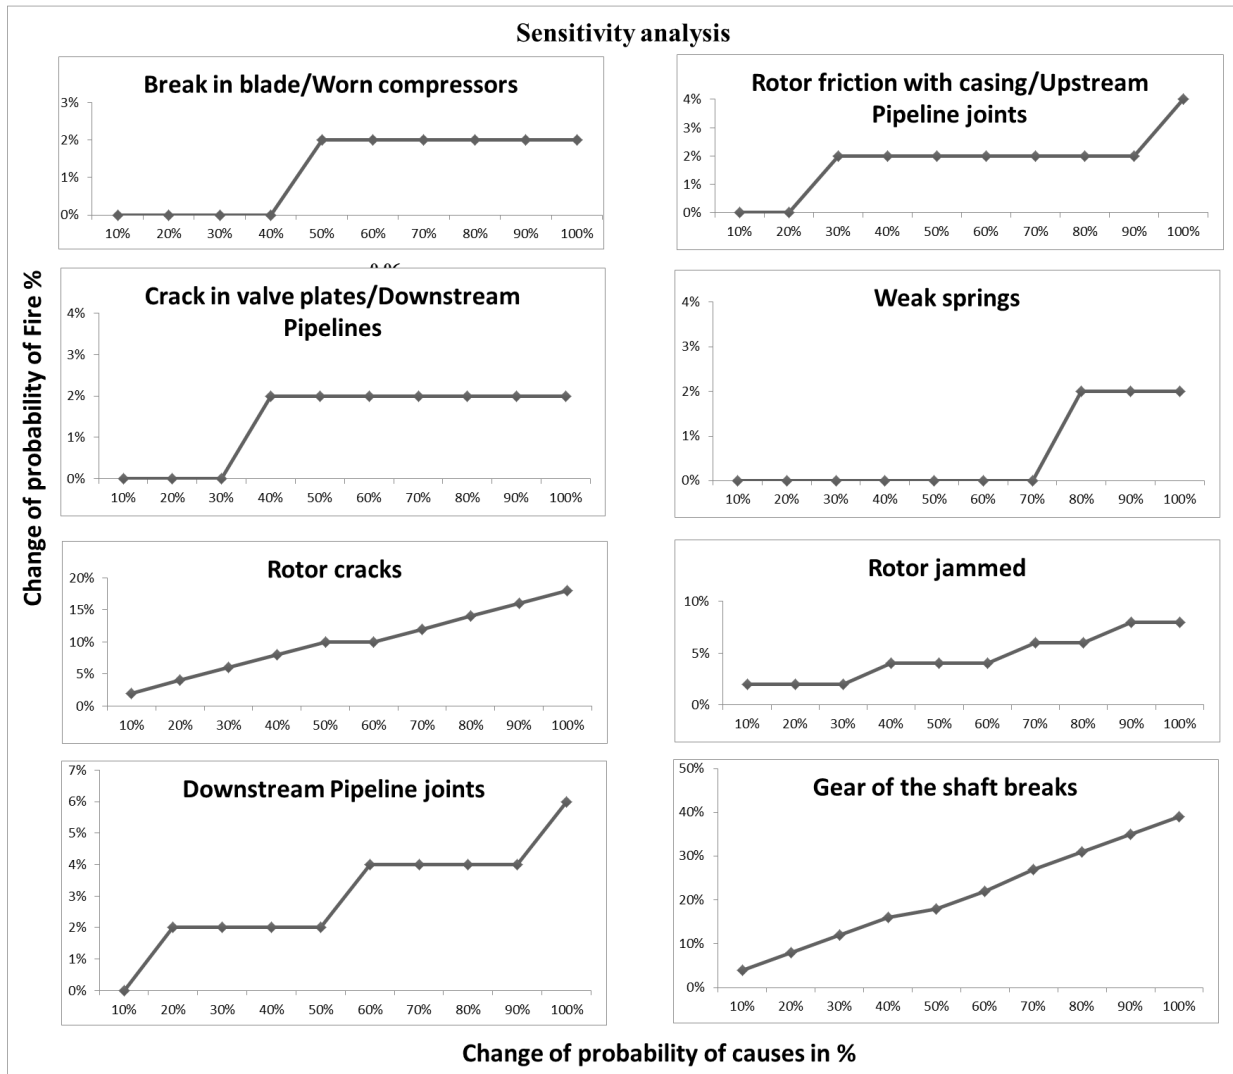 Sensitivity analysis
Change of probability of Fire %
Break in blade/Worn compressors
3%
2%
1%
0%
10% 20% 30% 40% 50% 60% 70% 80% 90% 100%
Rotor friction with casing/Upstream
Pipeline joints
4%
3%
2%
1%
0%
10% 20% 30% 40% 50% 60% 70% 80% 90% 100%
Crack in valve plates/Downstream
Pipelines
4%
3%
2%
1%
0%
10% 20% 30% 40% 50% 60% 70% 80% 90% 100%
Weak springs
4%
3%
2%
1%
0%
10% 20% 30% 40% 50% 60% 70% 80% 90% 100%
Rotor cracks
20%
15%
10%
5%
0%
10% 20% 30% 40% 50% 60% 70% 80% 90% 100%
Rotor jammed
10%
5%
0%
10% 20% 30% 40% 50% 60% 70% 80% 90% 100%
Downstream Pipeline joints
7%
6%
5%
4%
3%
2%
1%
0%
10% 20% 30% 40% 50% 60% 70% 80% 90% 100%
Gear of the shaft breaks
50%
40%
30%
20%
10%
0%
10% 20% 30% 40% 50% 60% 70% 80% 90% 100%
Change of probability of causes in %